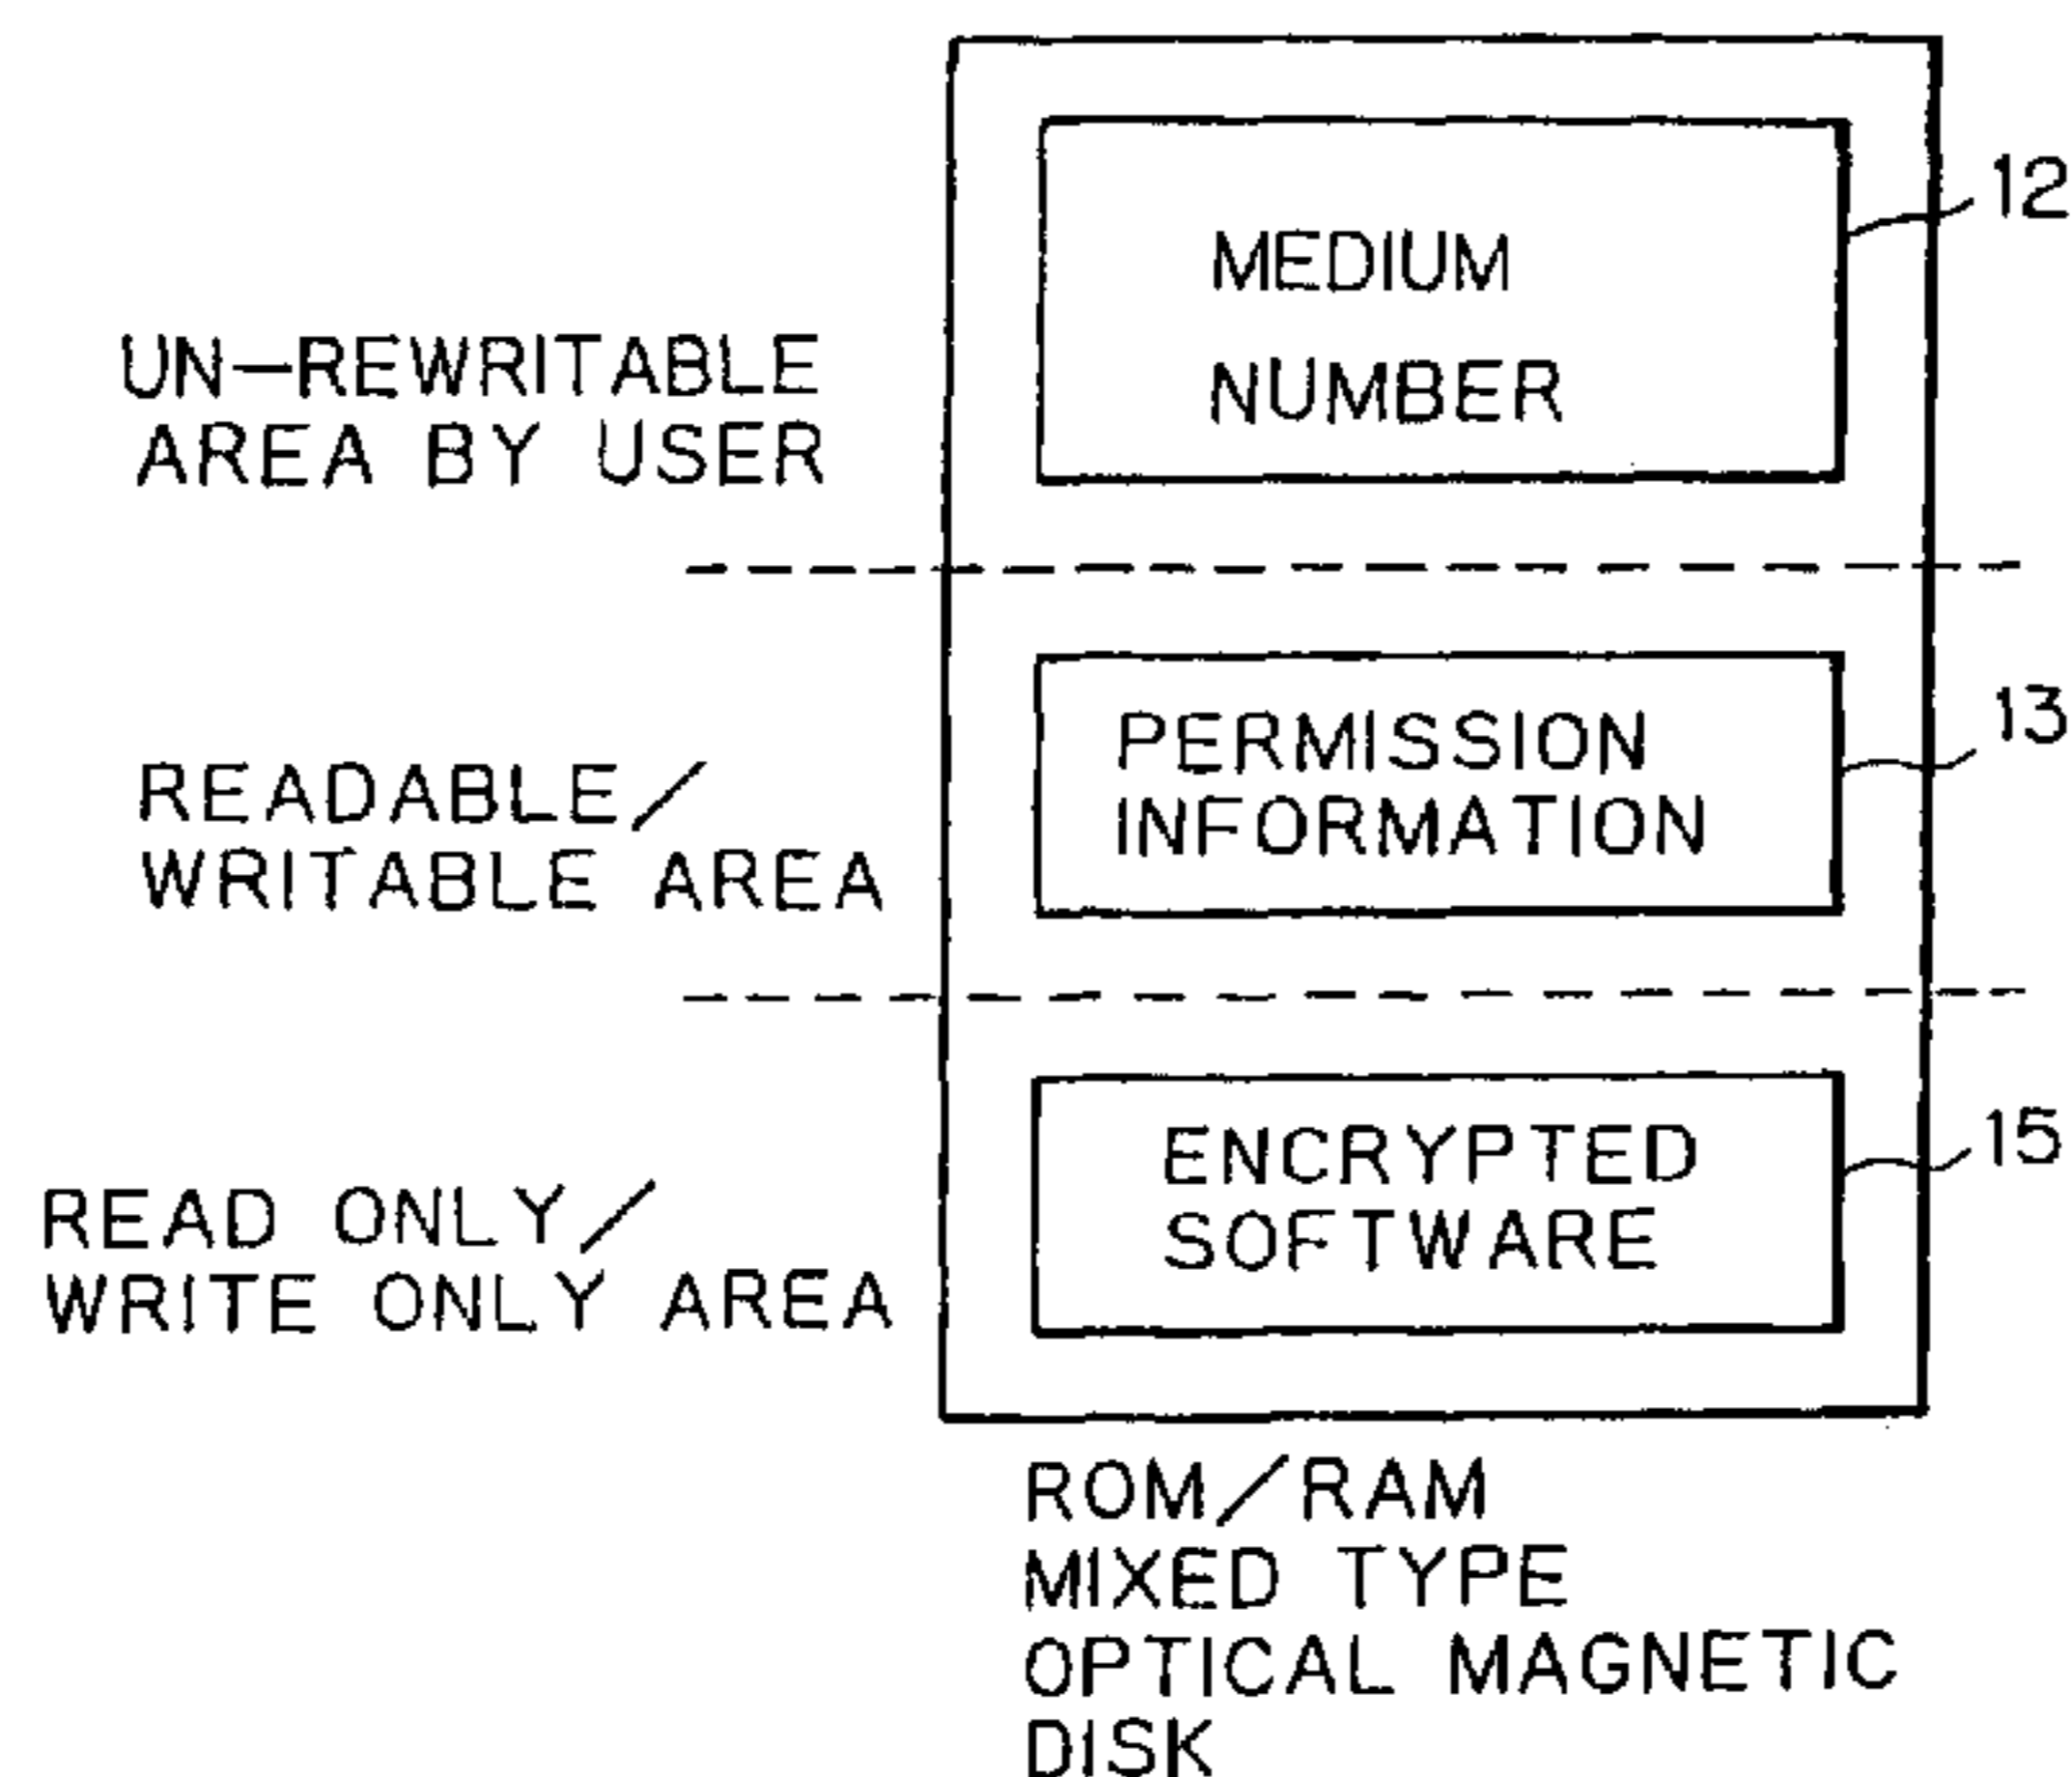 12
MEDIUM
NUMBER
UN-REWRITABLE
AREA BY USER
13
PERMISSION
INFORMATION
READABLE/
WRITABLE AREA
15
ENCRYPTED
SOFTWARE
READ ONLY/
WRITE ONLY AREA
ROM/RAM
MIXED TYPE
OPTICAL MAGNETIC
DISK